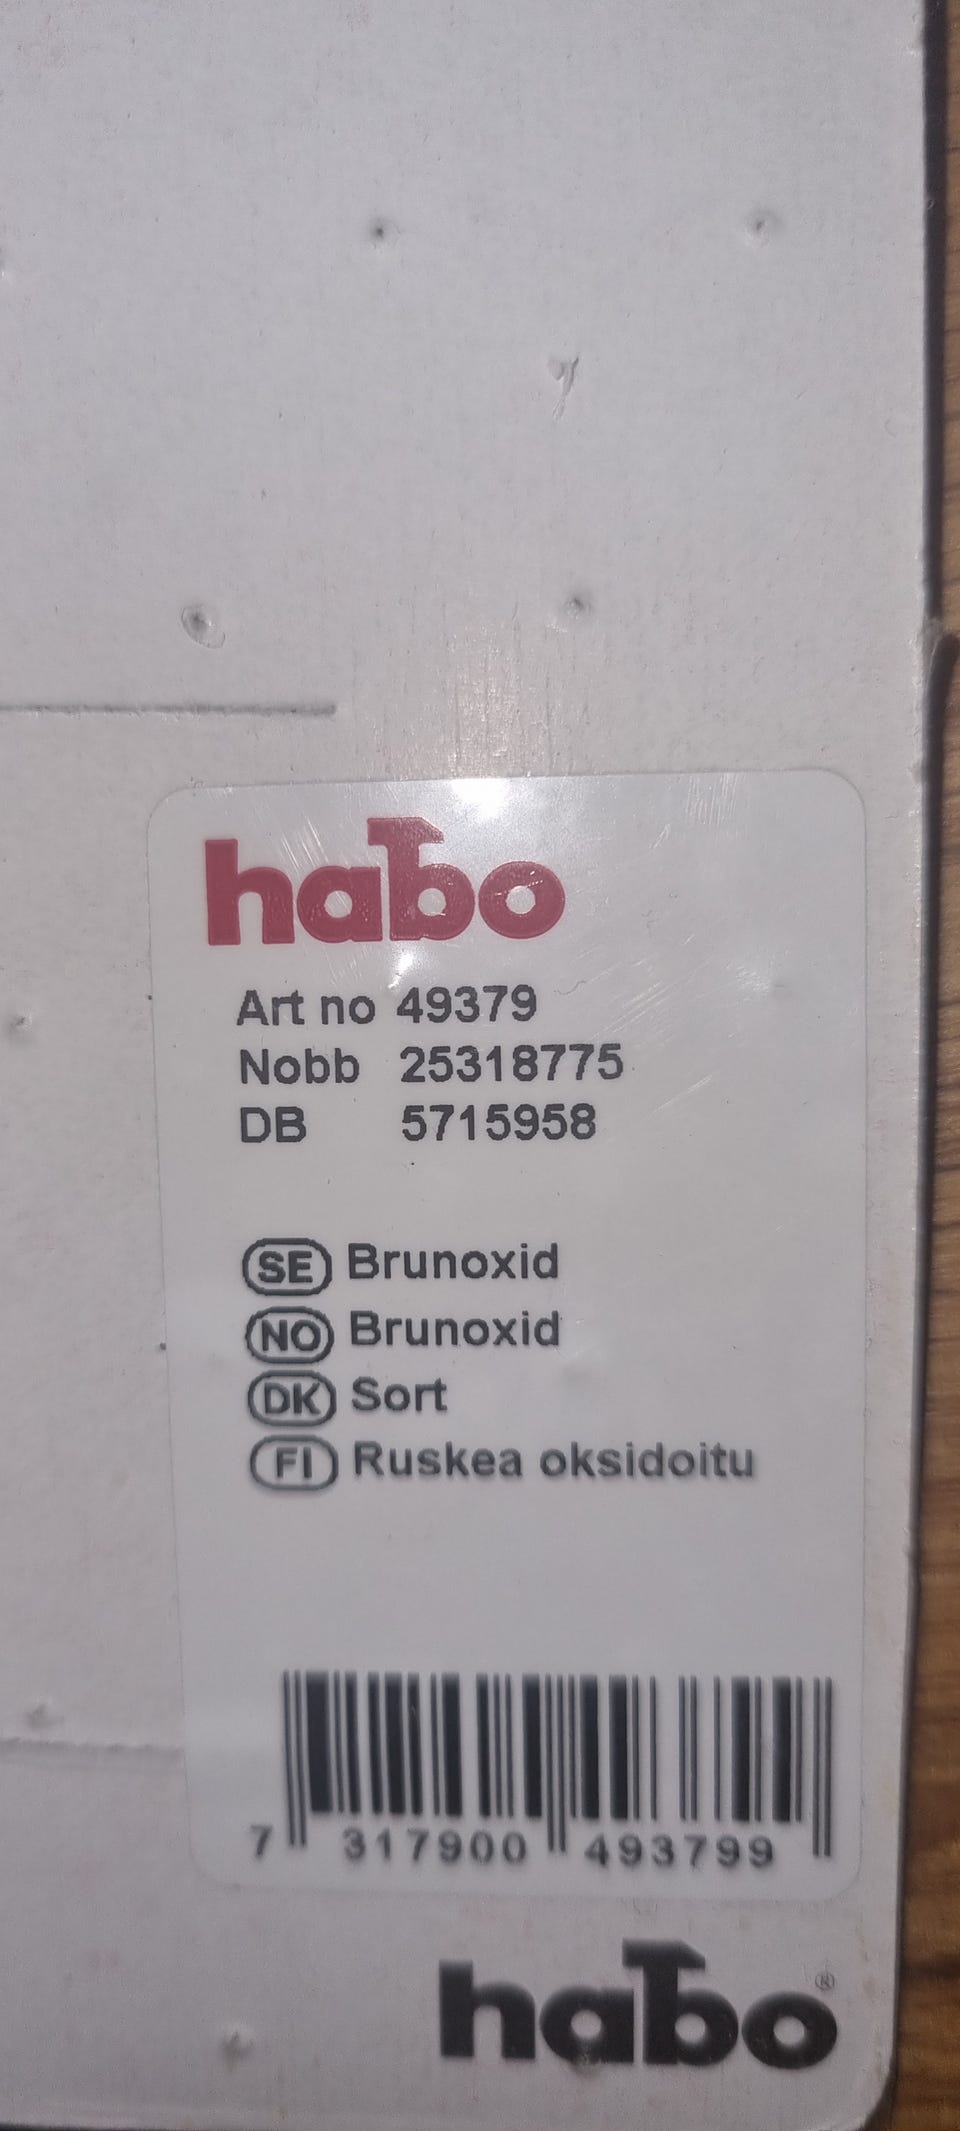 habo
Art no 49379
Nobb 25318775
DB 5715958
SE Brunoxid
NO Brunoxid
DK Sort
FI Ruskea oksidoitu
7 317900 493799
habo®